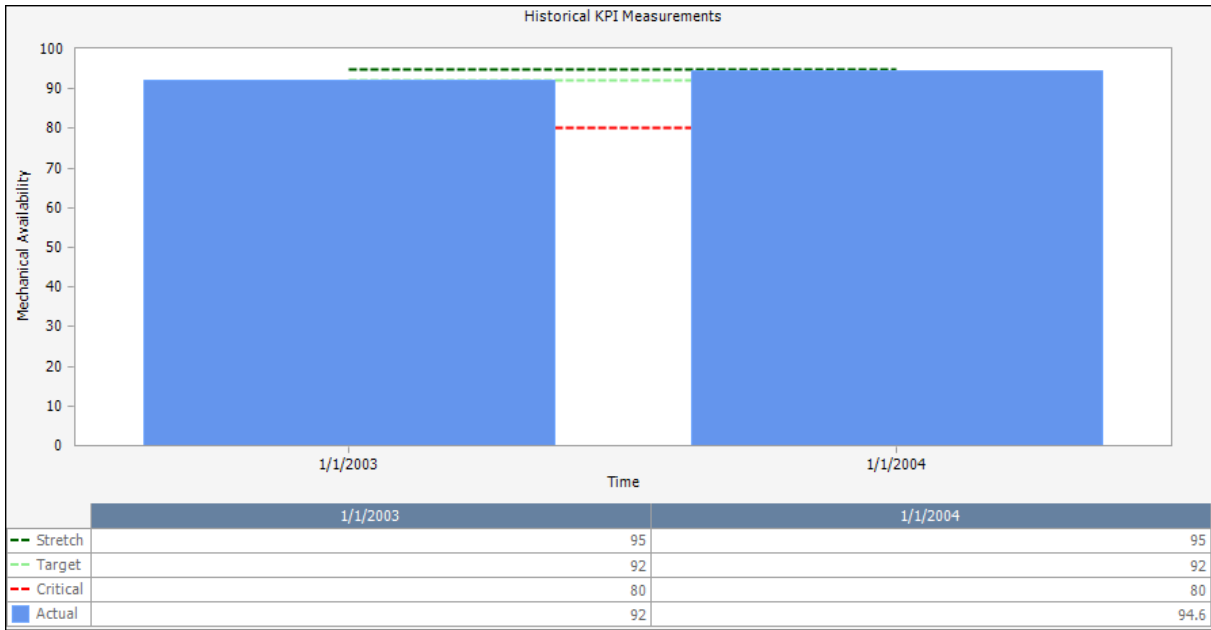 Historical KPI Measurements
100
90
80
70
60
50
40
30
20
10
0
Mechanical Availability
1/1/2003 1/1/2004
Time
1/1/2003 1/1/2004
Stretch 95 95
Target 92 92
Critical 80 80
Actual 92 94.6